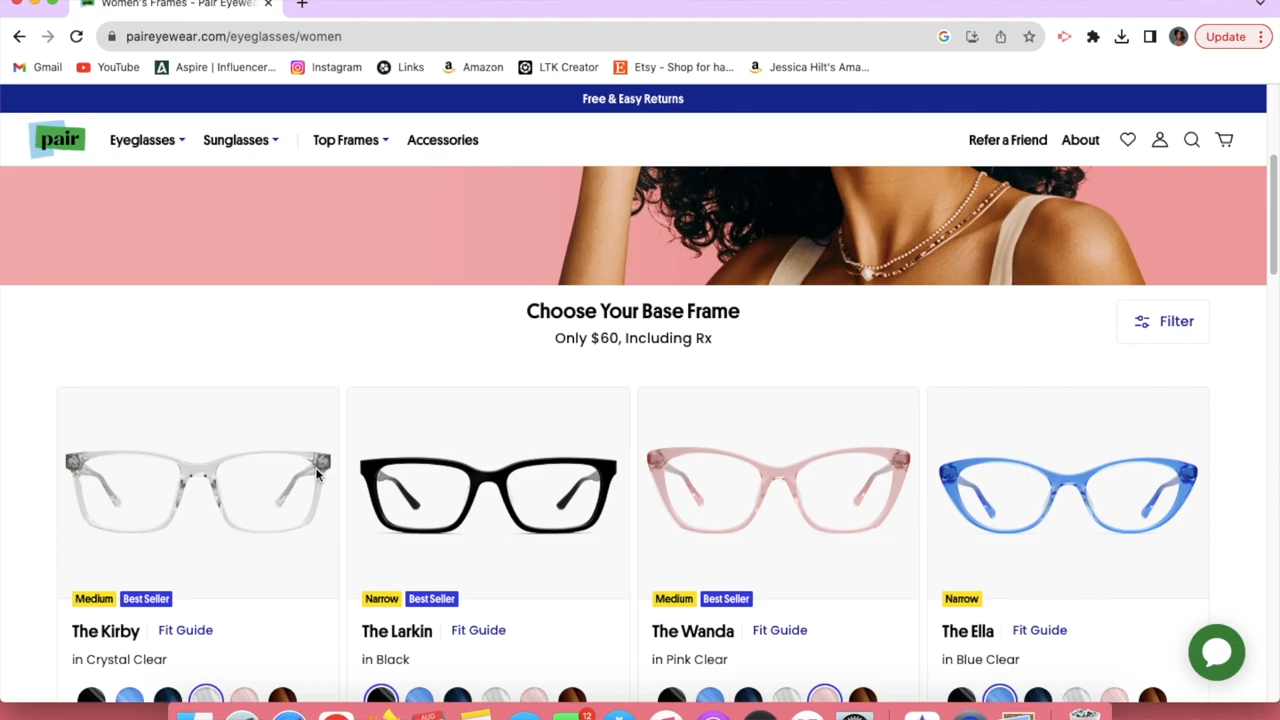 Women's Frames - Pair Eyewe
paireyewear.com/eyeglasses/women
Update
Gmail
YouTube
Aspire | Influencer...
Instagram
Links
Amazon
LTK Creator
Etsy - Shop for ha...
Jessica Hilt's Ama...
Free & Easy Returns
pair
Eyeglasses
Sunglasses
Top Frames
Accessories
Refer a Friend
About
Choose Your Base Frame
Only $60, Including Rx
Filter
Medium Best Seller
The Kirby Fit Guide
in Crystal Clear
Narrow Best Seller
The Larkin Fit Guide
in Black
Medium Best Seller
The Wanda Fit Guide
in Pink Clear
Narrow
The Ella Fit Guide
in Blue Clear
AUG
12